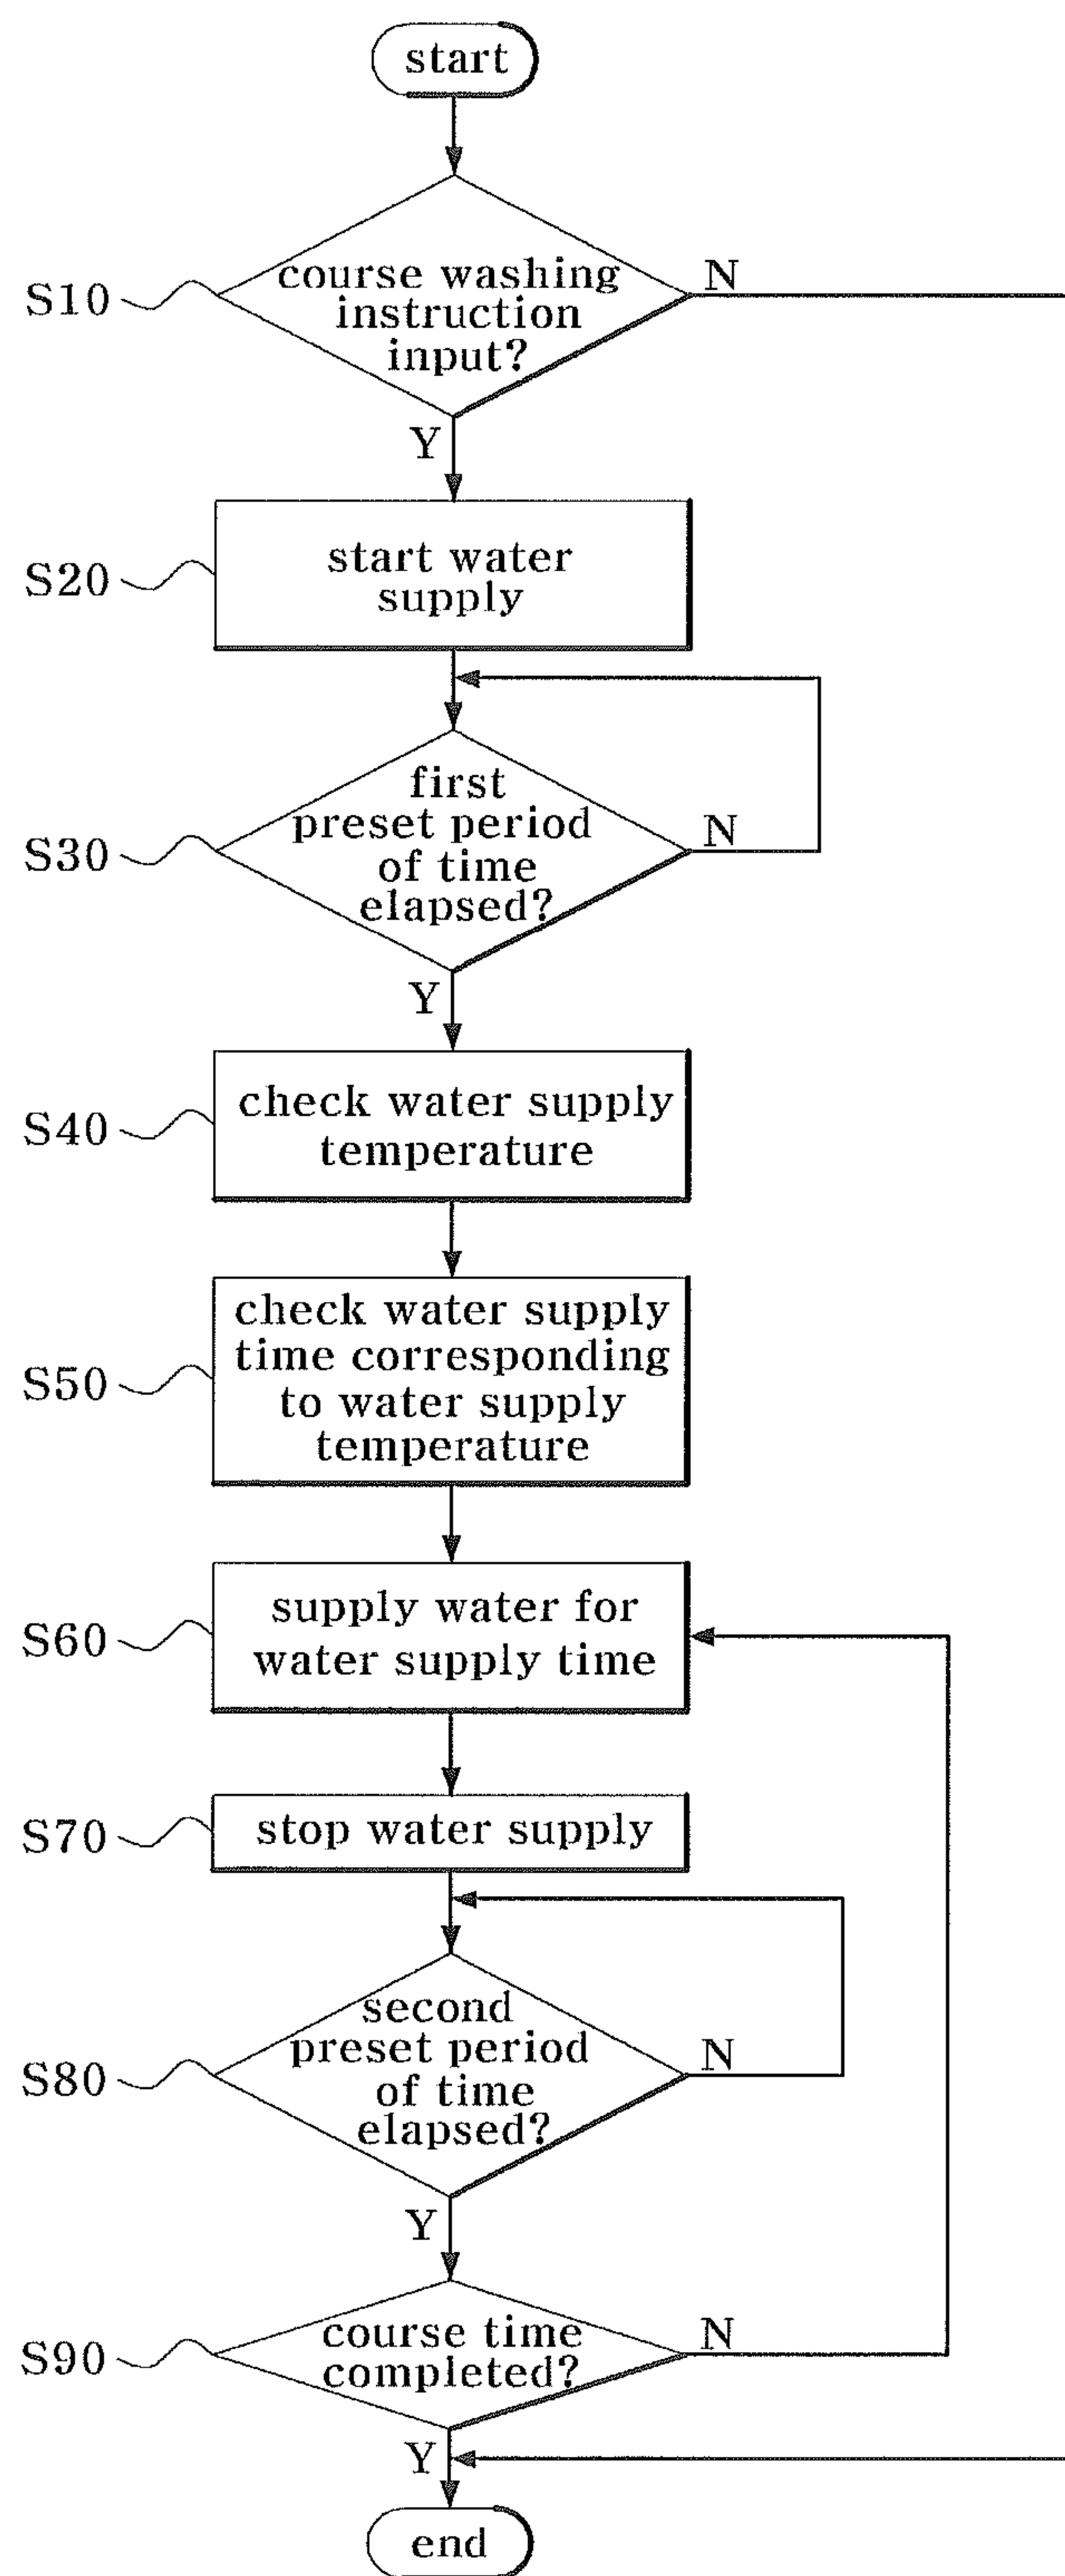 start
S10
course washing
instruction
input?
N
Y
S20
start water
supply
S30
first
preset period
of time
elapsed?
N
Y
S40
check water supply
temperature
S50
check water supply
time corresponding
to water supply
temperature
S60
supply water for
water supply time
S70
stop water supply
S80
second
preset period
of time
elapsed?
N
Y
S90
course time
completed?
N
Y
end